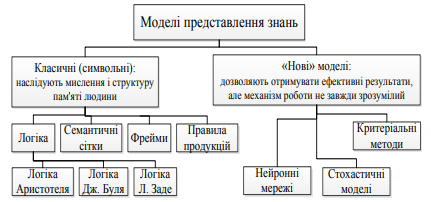 Моделі представлення знань
Класичні (символьні):
наслідують мислення і структуру
пам'яті людини
«Нові» моделі:
дозволяють отримувати ефективні результати,
але механізм роботи не завжди зрозумілий
Логіка
Семантичні
сітки
Фрейми
Правила
продукцій
Критеріальні
методи
Логіка
Аристотеля
Логіка
Дж. Буля
Логіка
Л. Заде
Нейронні
мережі
Стохастичні
моделі